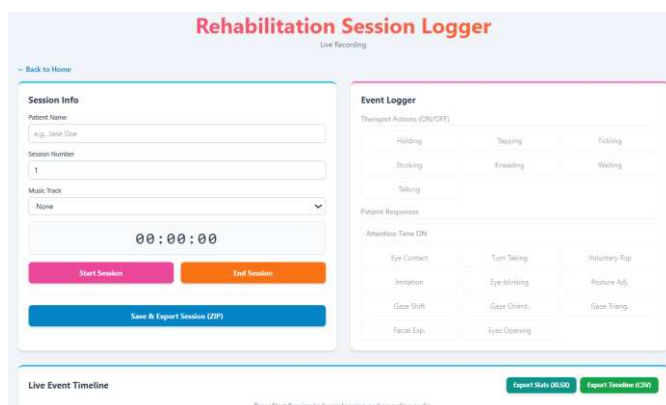 Rehabilitation Session Logger
Live Recording
← Back to Home
Session Info
Patient Name
e.g., Jane Doe
Session Number
1
Music Track
None
00:00:00
Start Session
End Session
Save & Export Session (ZIP)
Event Logger
Therapist Actions (ON/OFF)
Holding
Tapping
Tickling
Stroking
Kneading
Waiting
Talking
Patient Responses
Attention Time ON
Eye Contact
Turn Taking
Voluntary Rsp
Imitation
Eye-blinking
Posture Adj.
Gaze Shift
Gaze Orient.
Gaze Triang.
Facial Exp.
Eyes Opening
Live Event Timeline
Export Stats (XLSX)
Export Timeline (CSV)